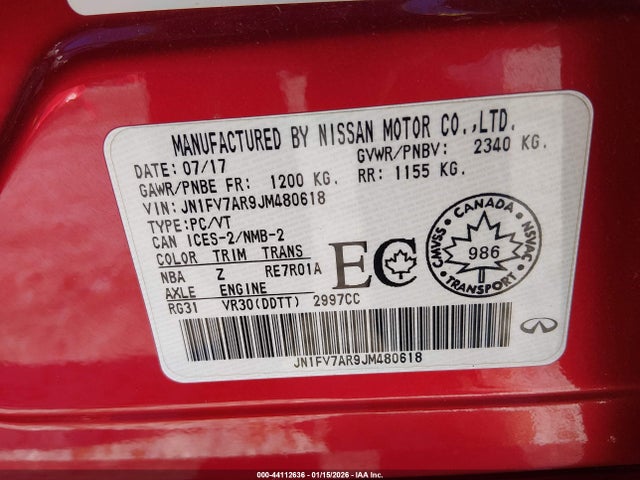 MANUFACTURED BY NISSAN MOTOR CO.,LTD.
DATE: 07/17 GVWR/PNBV: 2340 KG.
GAWR/PNBE FR: 1200 KG. RR: 1155 KG.
VIN: JN1FV7AR9JM480618
TYPE: PC/VT
CAN ICES-2/NMB-2
COLOR TRIM TRANS
NBA Z RE7R01A
AXLE ENGINE
RG31 VR30(DDTT) 2997CC
EC
CANADA
CMVSS 986 NSVAC
TRANSPORT
JN1FV7AR9JM480618
000-44112636 - 01/15/2026 - IAA Inc.